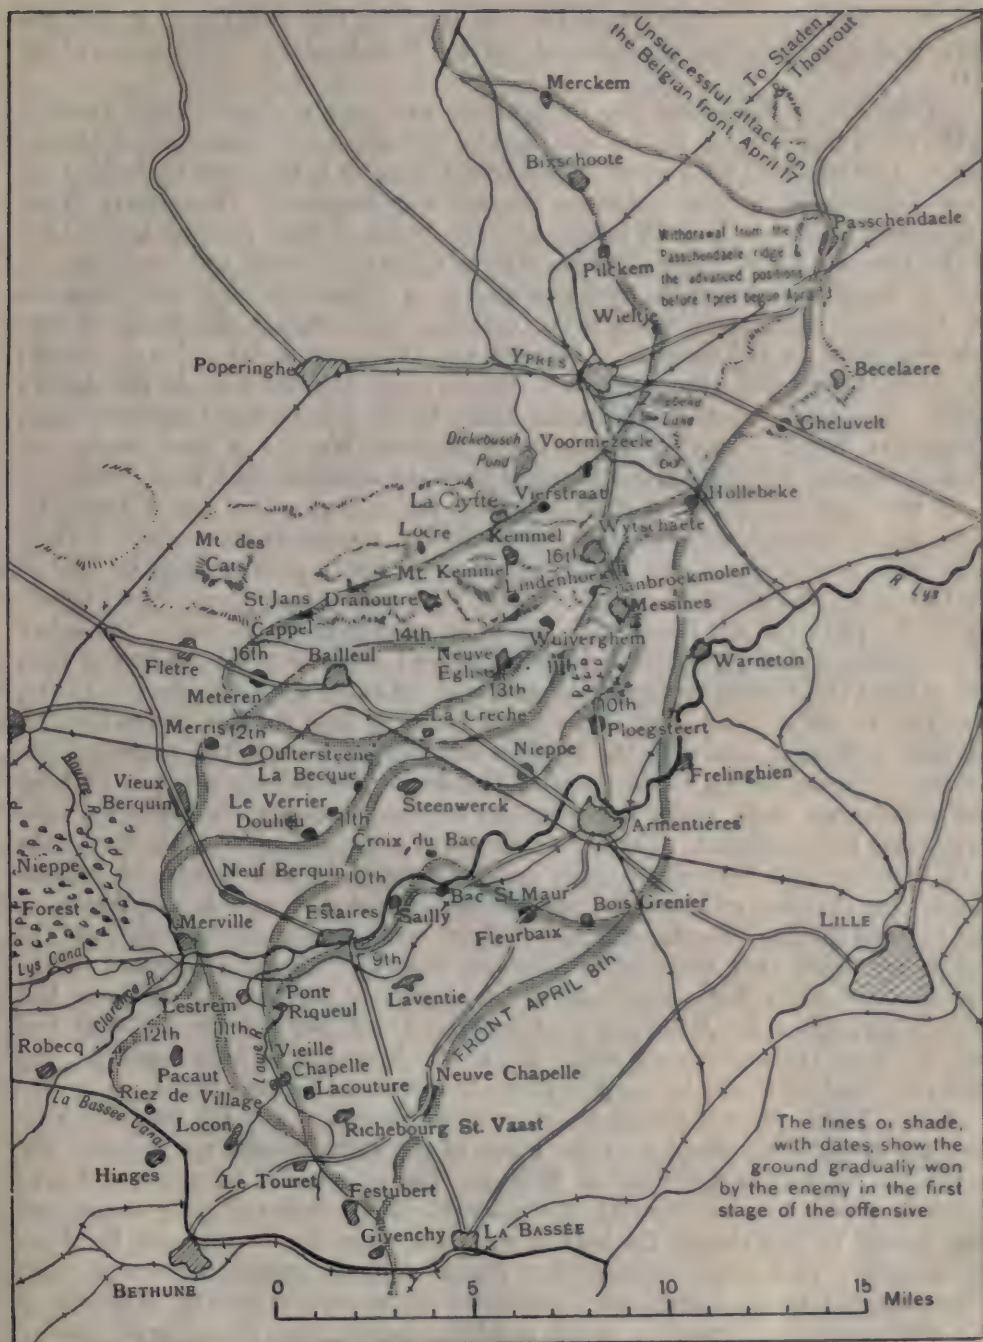 Unsuccessful attack on
the Belgian front, April 17
To Staden
Thourout
Merckem
Bixschoote
Passchendaele
Withdrawal from the
Passchendaele ridge
the advanced positions
before Ypres begun
Pilckem
Wieltje
Poperinghe
YPRES
Becelaere
Gheluvelt
Dickebusch
Pond
Voormezeele
La Clytte
Vierstraat
Hollebeke
Locre
Kemmel
Wytschaete
16th
Mt. des
Cats
Mt. Kemmel
Lindenhoek
Spanbroekmolen
R Lys
St. Jans
Cappel
Dranoutre
Messines
14th
Wulverghem
Fletre
16th
Bailleul
Neuve
Eglise
11th
Warneton
Meteren
13th
10th
La Creche
Ploegsteert
Merris
12th
Outtersteene
Nieppe
La Becque
Frelinghien
Bourre R
Vieux
Berquin
Steenwerck
Le Verrier
Doulieu
11th
Armentières
Croix du Bac
Nieppe
Forest
Neuf Berquin
10th
Bac St Maur
Estaires
Sailly
Bois Grenier
Merville
Fleurbaix
LILLE
Lys Canal
9th
Clarence R
Laventie
FRONT APRIL 8th
Lestrem
Pont
Riqueul
12th
11th
Lawe R
Robecq
Vieille
Chapelle
Neuve Chapelle
Pacaut
Lacouture
Riez de Village
La Bassée Canal
Locon
Richebourg St. Vaast
Hinges
Le Touret
Festubert
Givenchy
LA BASSÉE
BETHUNE
The lines of shade,
with dates, show the
ground gradually won
by the enemy in the first
stage of the offensive
0 5 10 15
Miles